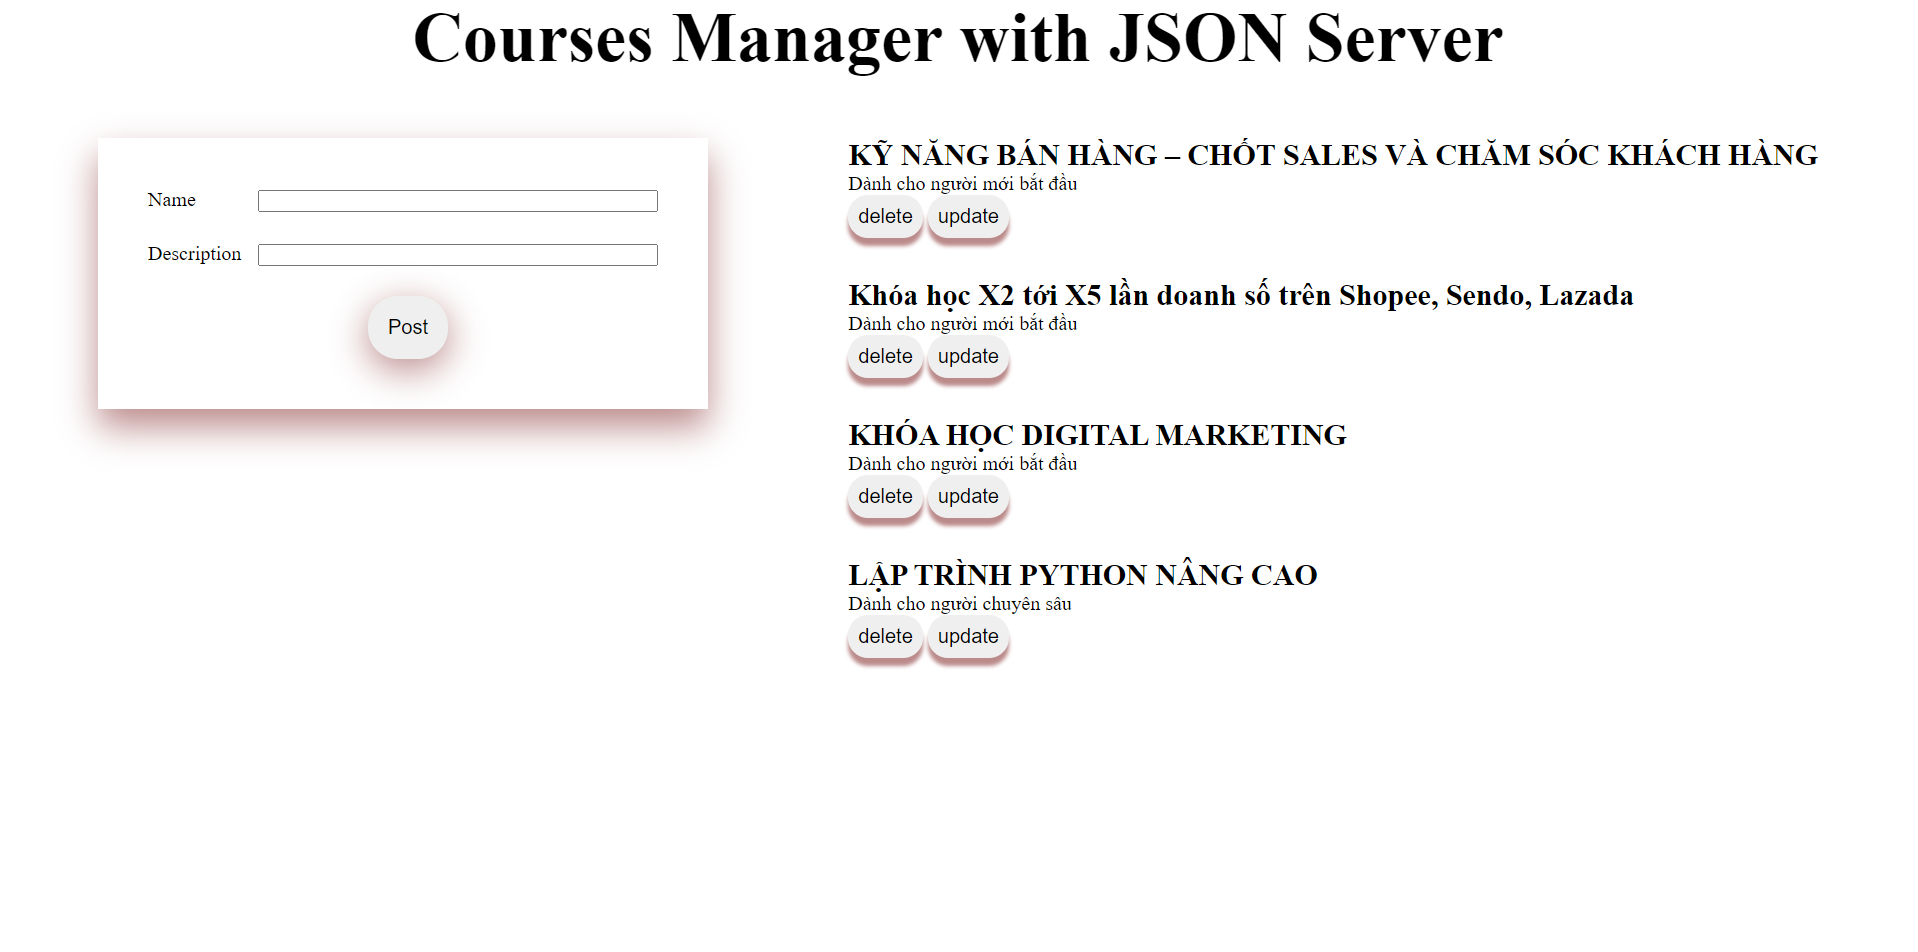 Courses Manager with JSON Server
Name
Description
Post
KỸ NĂNG BÁN HÀNG – CHỐT SALES VÀ CHĂM SÓC KHÁCH HÀNG
Dành cho người mới bắt đầu
delete update
Khóa học X2 tới X5 lần doanh số trên Shopee, Sendo, Lazada
Dành cho người mới bắt đầu
delete update
KHÓA HỌC DIGITAL MARKETING
Dành cho người mới bắt đầu
delete update
LẬP TRÌNH PYTHON NÂNG CAO
Dành cho người chuyên sâu
delete update